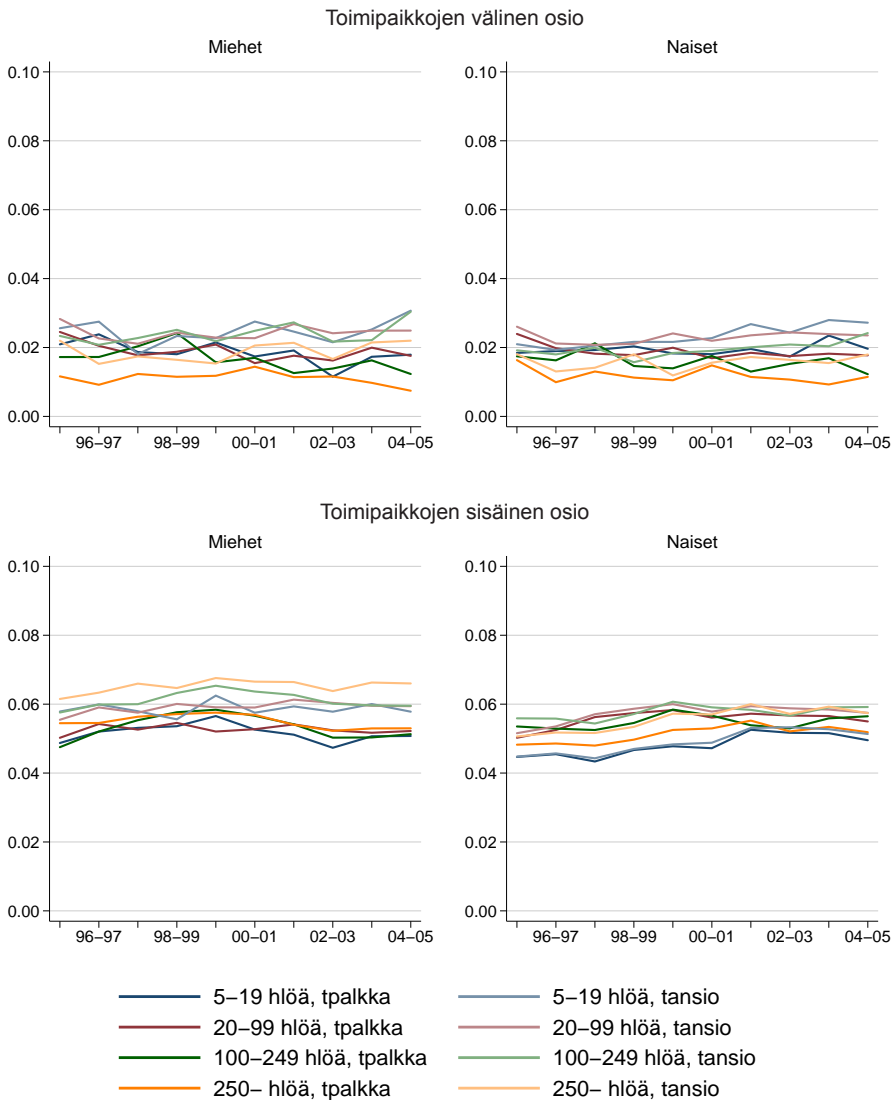 Toimipaikkojen välinen osio
Miehet
Naiset
0.10
0.08
0.06
0.04
0.02
0.00
96–97 98–99 00–01 02–03 04–05
0.10
0.08
0.06
0.04
0.02
0.00
96–97 98–99 00–01 02–03 04–05
Toimipaikkojen sisäinen osio
Miehet
Naiset
0.10
0.08
0.06
0.04
0.02
0.00
96–97 98–99 00–01 02–03 04–05
0.10
0.08
0.06
0.04
0.02
0.00
96–97 98–99 00–01 02–03 04–05
5–19 hlöä, tpalkka
5–19 hlöä, tansio
20–99 hlöä, tpalkka
20–99 hlöä, tansio
100–249 hlöä, tpalkka
100–249 hlöä, tansio
250– hlöä, tpalkka
250– hlöä, tansio